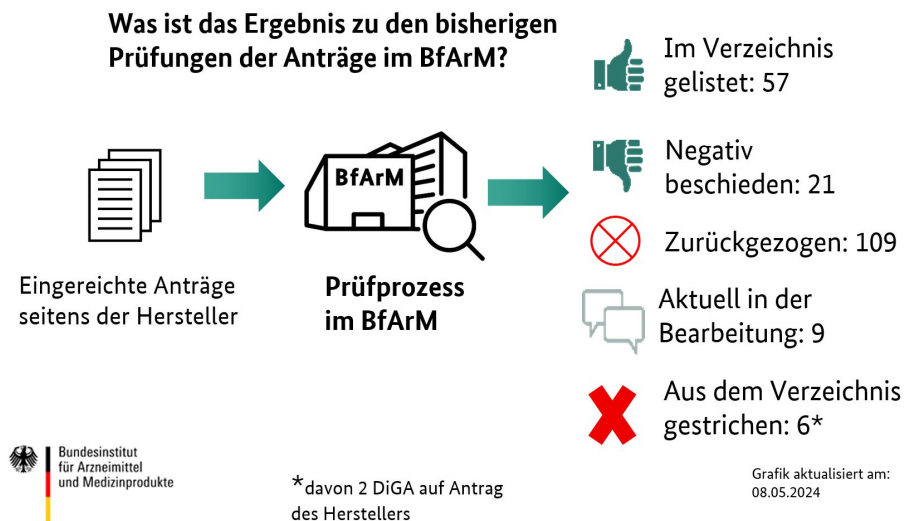 Was ist das Ergebnis zu den bisherigen
Prüfungen der Anträge im BfArM?
Eingereichte Anträge
seitens der Hersteller
BfArM
Prüfprozess
im BfArM
Im Verzeichnis
gelistet: 57
Negativ
beschieden: 21
Zurückgezogen: 109
Aktuell in der
Bearbeitung: 9
Aus dem Verzeichnis
gestrichen: 6*
Bundesinstitut
für Arzneimittel
und Medizinprodukte
*davon 2 DiGA auf Antrag
des Herstellers
Grafik aktualisiert am:
08.05.2024